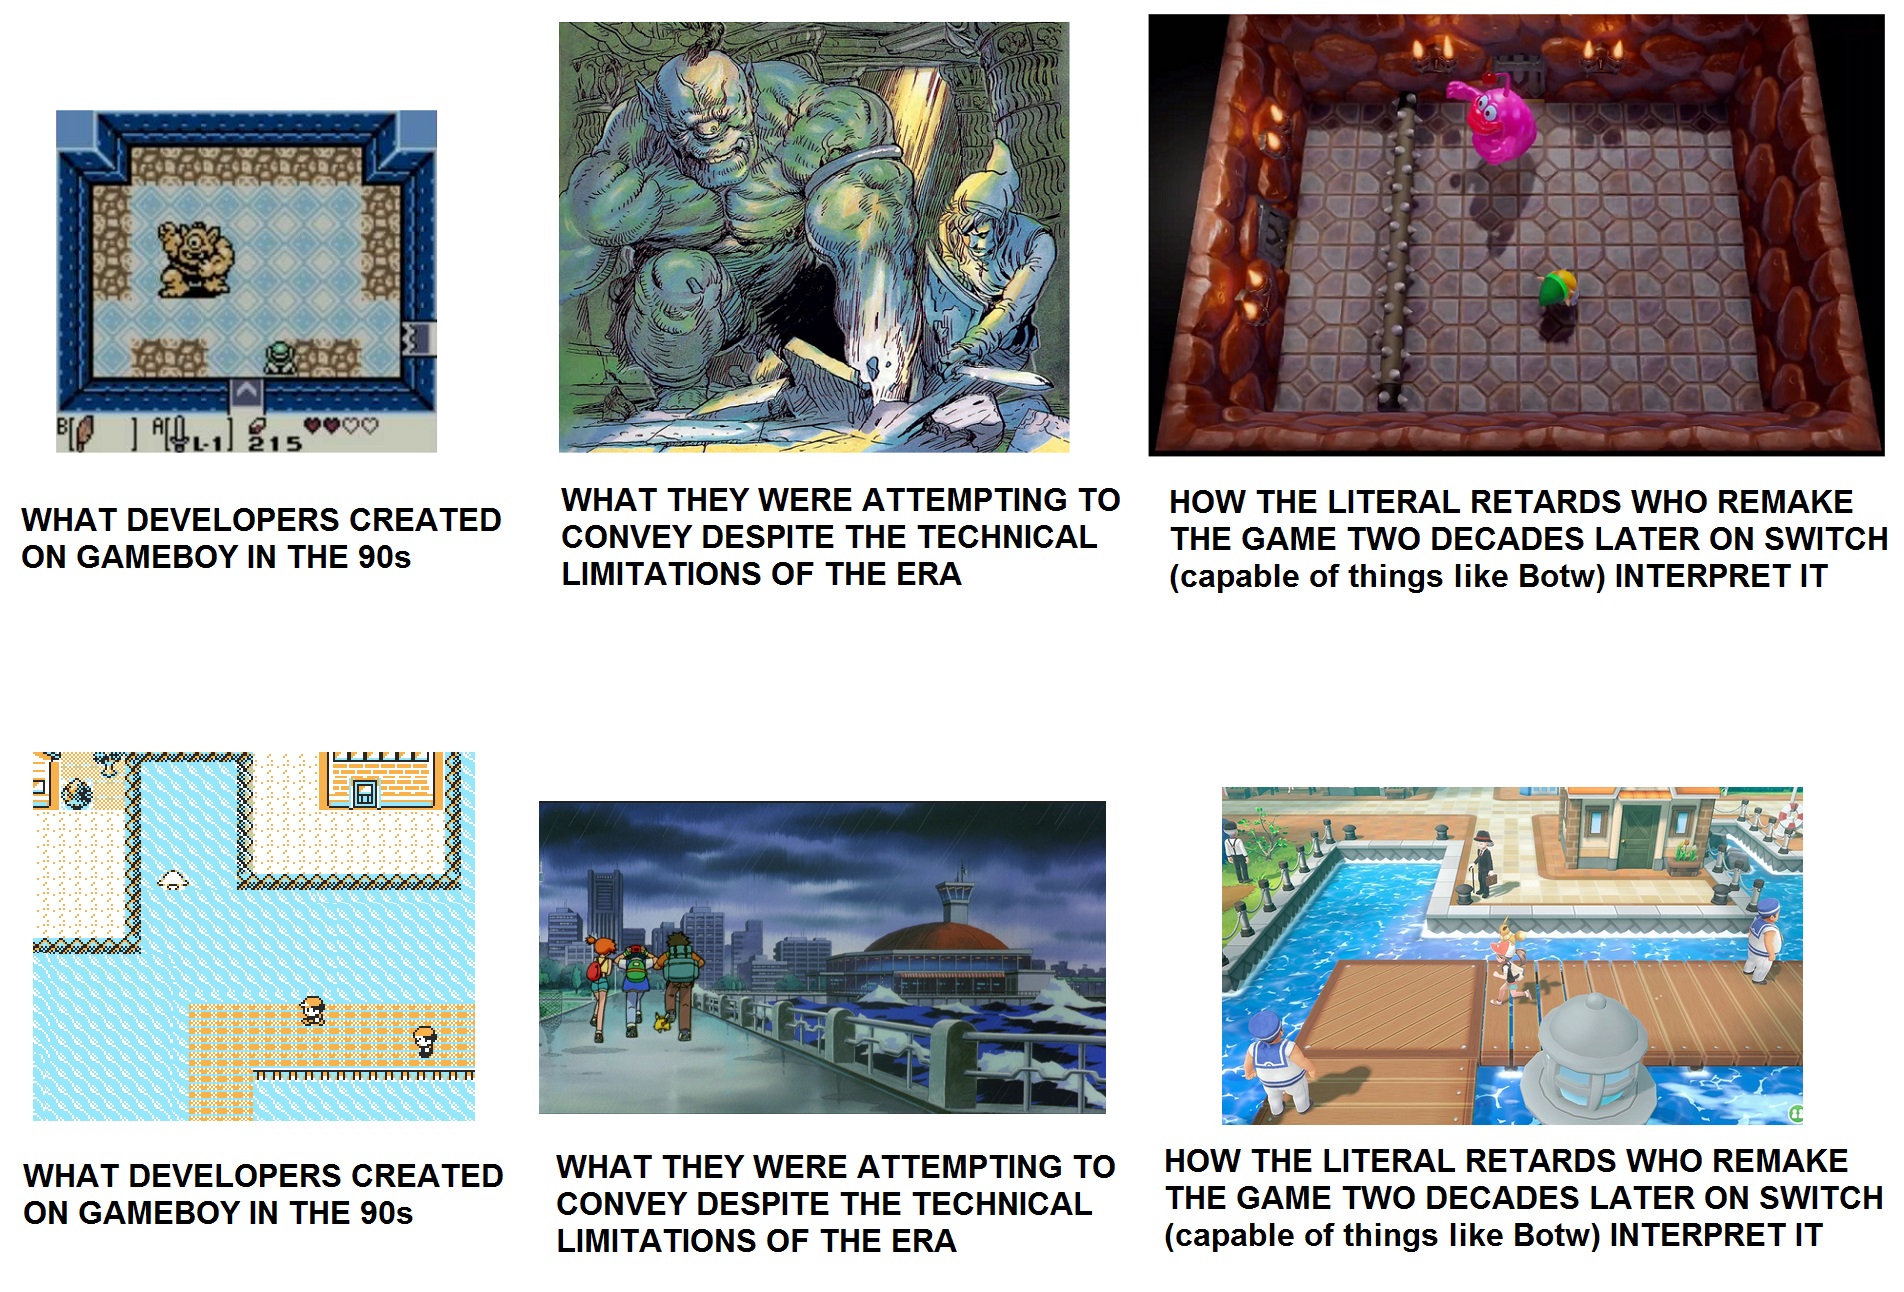 B[ ] A[ L-1] 215
WHAT DEVELOPERS CREATED
ON GAMEBOY IN THE 90s
WHAT THEY WERE ATTEMPTING TO
CONVEY DESPITE THE TECHNICAL
LIMITATIONS OF THE ERA
HOW THE LITERAL RETARDS WHO REMAKE
THE GAME TWO DECADES LATER ON SWITCH
(capable of things like Botw) INTERPRET IT
WHAT DEVELOPERS CREATED
ON GAMEBOY IN THE 90s
WHAT THEY WERE ATTEMPTING TO
CONVEY DESPITE THE TECHNICAL
LIMITATIONS OF THE ERA
HOW THE LITERAL RETARDS WHO REMAKE
THE GAME TWO DECADES LATER ON SWITCH
(capable of things like Botw) INTERPRET IT